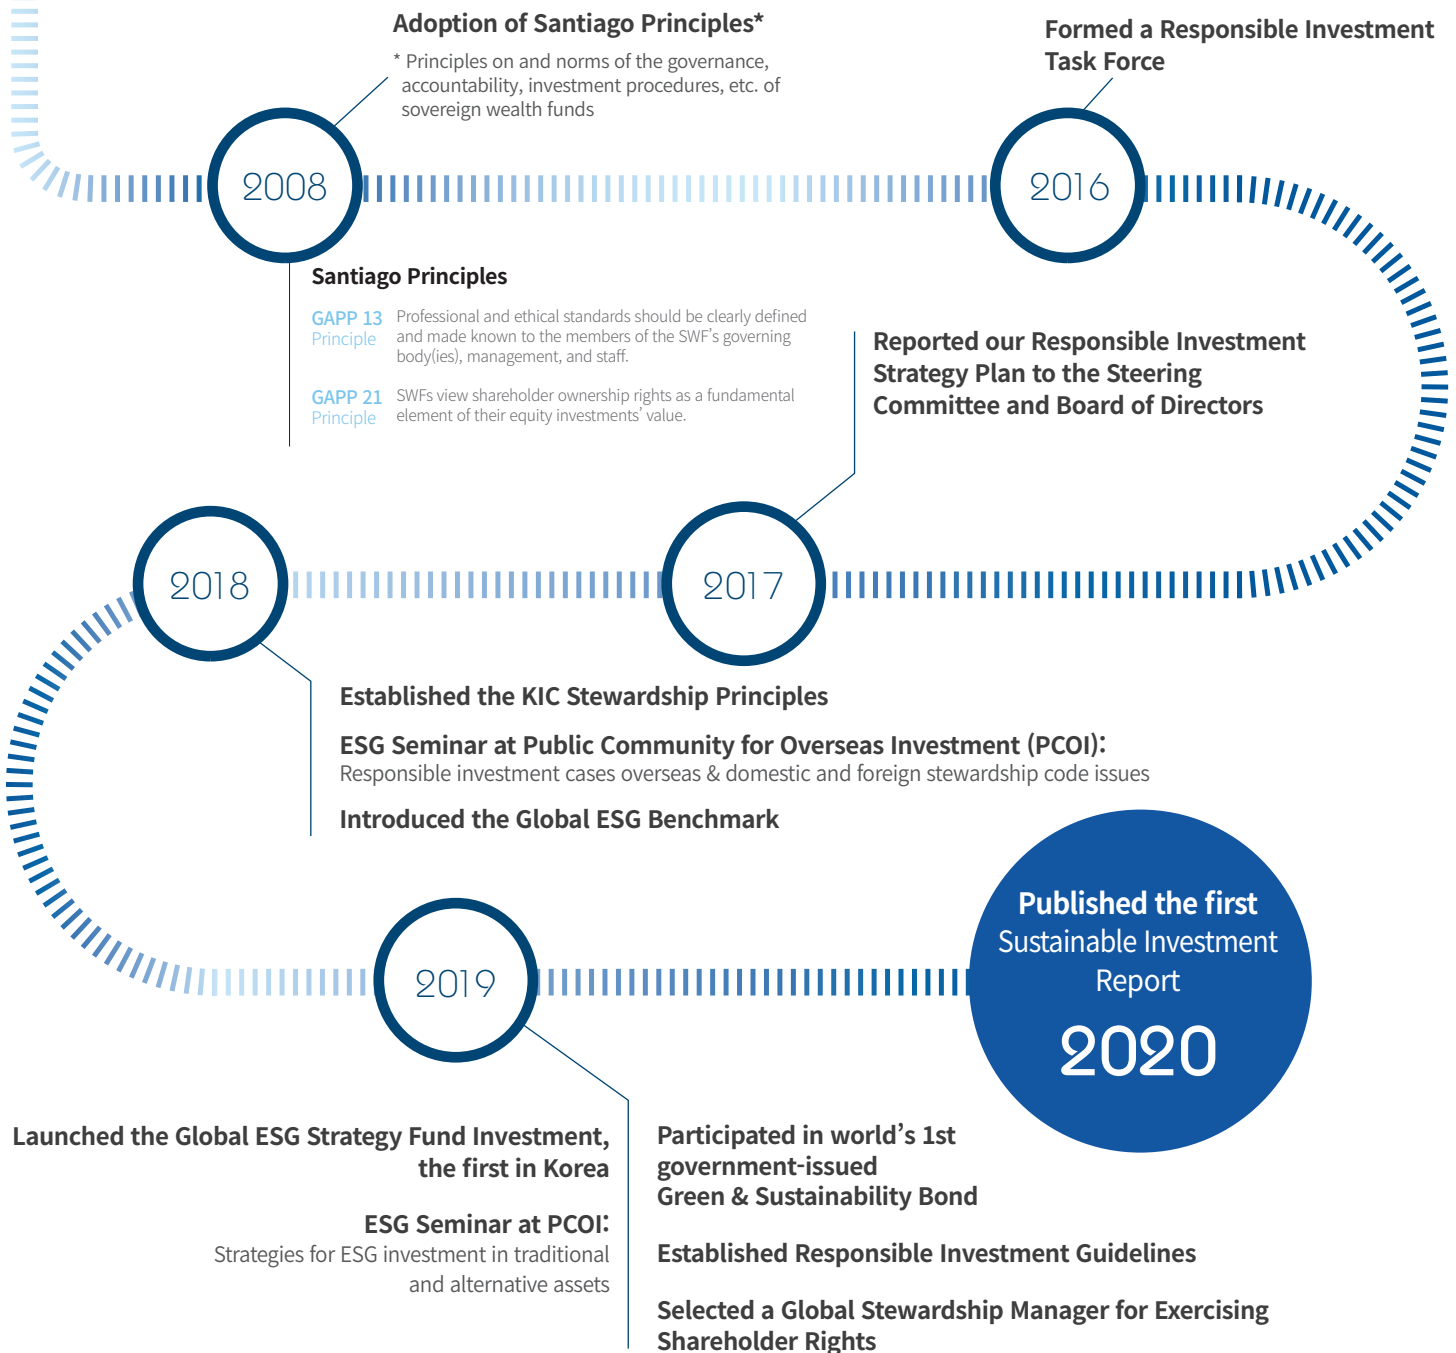 Adoption of Santiago Principles*
* Principles on and norms of the governance,
accountability, investment procedures, etc. of
sovereign wealth funds
2008
Santiago Principles
GAPP 13
Principle
Professional and ethical standards should be clearly defined
and made known to the members of the SWF's governing
body(ies), management, and staff.
GAPP 21
Principle
SWFs view shareholder ownership rights as a fundamental
element of their equity investments' value.
Formed a Responsible Investment
Task Force
2016
Reported our Responsible Investment
Strategy Plan to the Steering
Committee and Board of Directors
2017
2018
Established the KIC Stewardship Principles
ESG Seminar at Public Community for Overseas Investment (PCOI):
Responsible investment cases overseas & domestic and foreign stewardship code issues
Introduced the Global ESG Benchmark
2019
Launched the Global ESG Strategy Fund Investment,
the first in Korea
ESG Seminar at PCOI:
Strategies for ESG investment in traditional
and alternative assets
Participated in world's 1st
government-issued
Green & Sustainability Bond
Established Responsible Investment Guidelines
Selected a Global Stewardship Manager for Exercising
Shareholder Rights
Published the first
Sustainable Investment
Report
2020